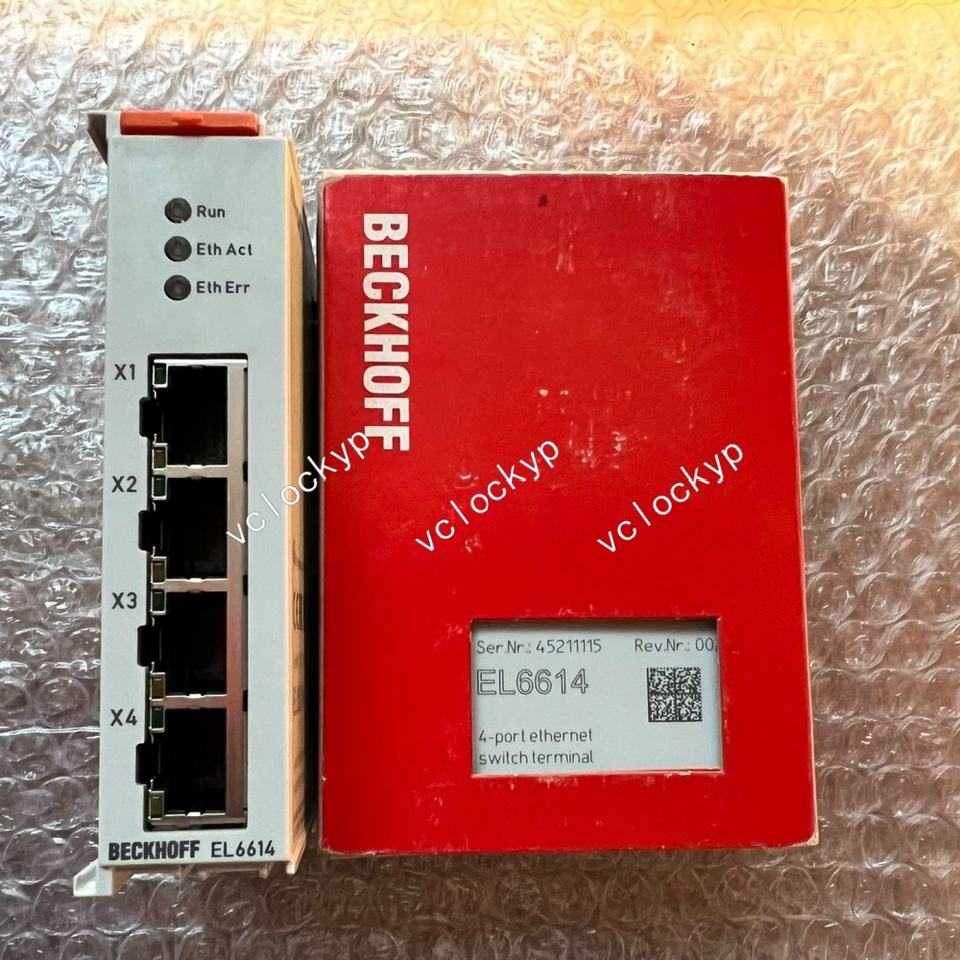 Run
Eth Act
Eth Err
X1
X2
X3
X4
BECKHOFF EL6614
BECKHOFF
vclockyp
vclockyp
vclockyp
Ser.Nr.: 45211115 Rev.Nr.: 00
EL6614
4-port ethernet
switch terminal